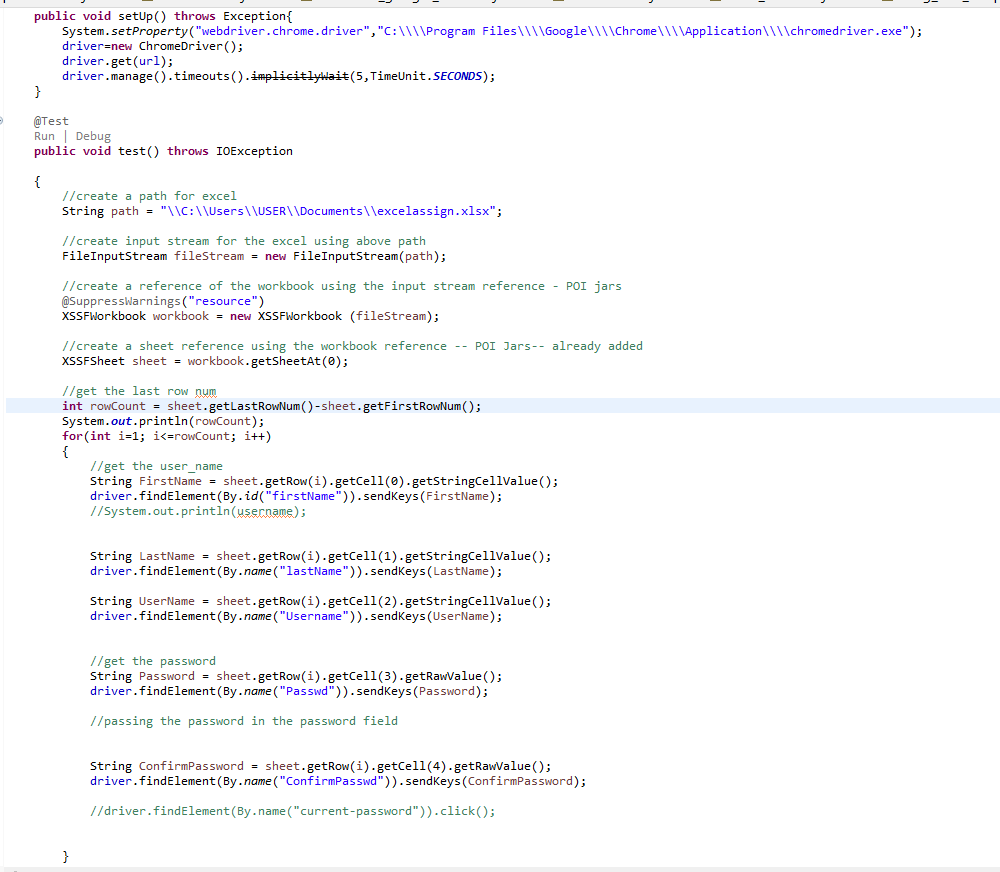 public void setUp() throws Exception{
System.setProperty("webdriver.chrome.driver","C:\\\\Program Files\\\\Google\\\\Chrome\\\\Application\\\\chromedriver.exe");
driver=new ChromeDriver();
driver.get(url);
driver.manage().timeouts().implicitlyWait(5,TimeUnit.SECONDS);
}
@Test
Run | Debug
public void test() throws IOException
{
//create a path for excel
String path = "\\C:\\Users\\USER\\Documents\\excelassign.xlsx";
//create input stream for the excel using above path
FileInputStream fileStream = new FileInputStream(path);
//create a reference of the workbook using the input stream reference - POI jars
@SuppressWarnings("resource")
XSSFWorkbook workbook = new XSSFWorkbook (fileStream);
//create a sheet reference using the workbook reference -- POI Jars-- already added
XSSFSheet sheet = workbook.getSheetAt(0);
//get the last row num
int rowCount = sheet.getLastRowNum()-sheet.getFirstRowNum();
System.out.println(rowCount);
for(int i=1; i<=rowCount; i++)
{
//get the user_name
String FirstName = sheet.getRow(i).getCell(0).getStringCellValue();
driver.findElement(By.id("firstName")).sendKeys(FirstName);
//System.out.println(username);
String LastName = sheet.getRow(i).getCell(1).getStringCellValue();
driver.findElement(By.name("lastName")).sendKeys(LastName);
String UserName = sheet.getRow(i).getCell(2).getStringCellValue();
driver.findElement(By.name("Username")).sendKeys(UserName);
//get the password
String Password = sheet.getRow(i).getCell(3).getRawValue();
driver.findElement(By.name("Passwd")).sendKeys(Password);
//passing the password in the password field
String ConfirmPassword = sheet.getRow(i).getCell(4).getRawValue();
driver.findElement(By.name("ConfirmPasswd")).sendKeys(ConfirmPassword);
//driver.findElement(By.name("current-password")).click();
}